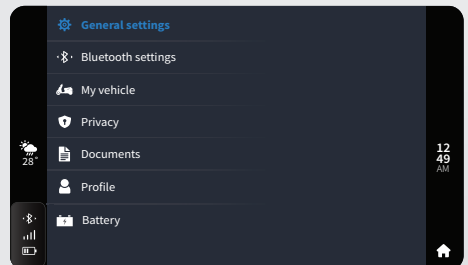 General settings
Bluetooth settings
My vehicle
Privacy
Documents
Profile
Battery
28°
12
49
AM